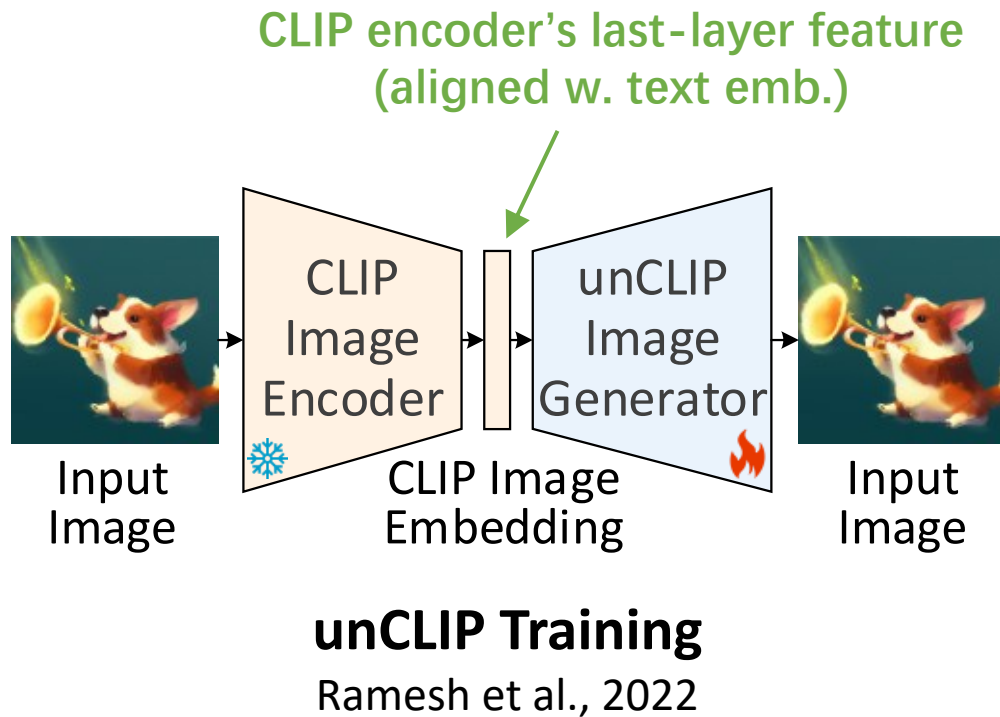 CLIP encoder’s last-layer feature
(aligned w. text emb.)
CLIP
Image
Encoder
unCLIP
Image
Generator
Input
Image
CLIP Image
Embedding
Input
Image
unCLIP Training
Ramesh et al., 2022